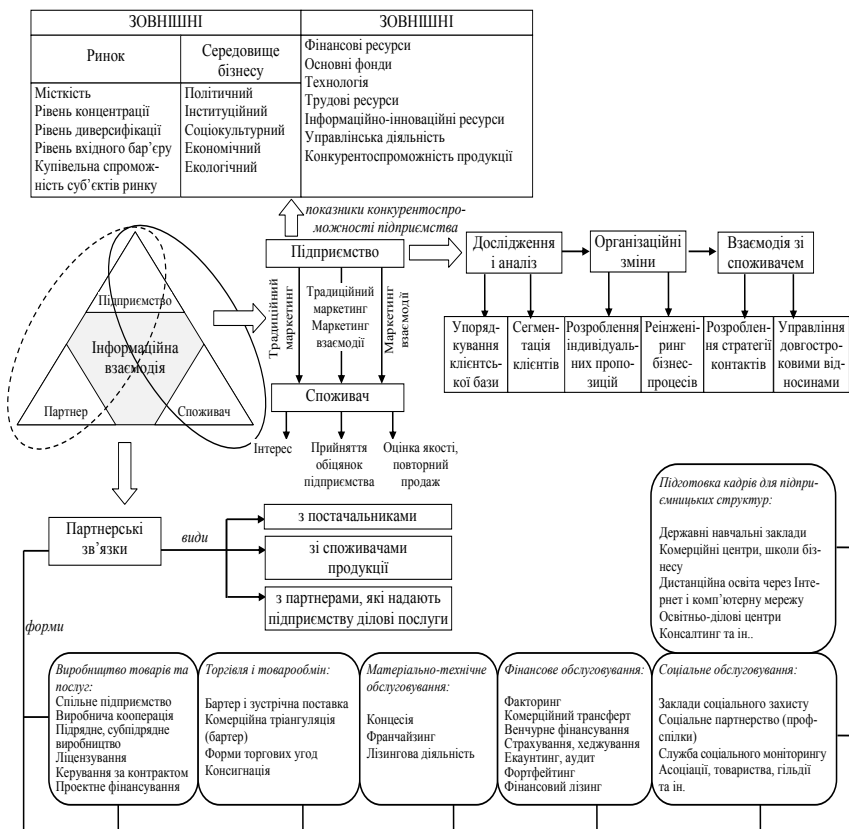 ЗОВНІШНІ
ЗОВНІШНІ
Ринок
Середовище
бізнесу
Місткість
Рівень концентрації
Рівень диверсифікації
Рівень вхідного бар’єру
Купівельна спромож-
ність суб’єктів ринку
Політичний
Інституційний
Соціокультурний
Економічний
Екологічний
Фінансові ресурси
Основні фонди
Технологія
Трудові ресурси
Інформаційно-інноваційні ресурси
Управлінська діяльність
Конкурентоспроможність продукції
показники конкурентоспро-
можності підприємства
Підприємство
Інформаційна
взаємодія
Партнер
Споживач
Підприємство
Традиційний
маркетинг
Традиційний
маркетинг
Маркетинг
взаємодії
Маркетинг
взаємодії
Споживач
Інтерес
Прийняття
обіцянок
підприємства
Оцінка якості,
повторний
продаж
Дослідження
і аналіз
Організаційні
зміни
Взаємодія зі
споживачем
Упоряд-
кування
клієнтсь-
кої бази
Сегмен-
тація
клієнтів
Розроблення
індивідуаль-
них пропо-
зицій
Реінжені-
ринг
бізнес-
процесів
Розроблен-
ня стратегії
контактів
Управління
довгостро-
ковими від-
носинами
Партнерські
зв’язки
види
з постачальниками
зі споживачами
продукції
з партнерами, які надають
підприємству ділові послуги
форми
Підготовка кадрів для підпри-
ємницьких структур:
Державні навчальні заклади
Комерційні центри, школи біз-
несу
Дистанційна освіта через Інтер-
нет і комп’ютерну мережу
Освітньо-ділові центри
Консалтинг та ін..
Виробництво товарів та
послуг:
Спільне підприємство
Виробнича кооперація
Підрядне, субпідрядне
виробництво
Ліцензування
Керування за контрактом
Проектне фінансування
Торгівля і товарообмін:
Бартер і зустрічна поставка
Комерційна тріангуляція
(бартер)
Форми торгових угод
Консигнація
Матеріально-технічне
обслуговування:
Концесія
Франчайзинг
Лізингова діяльність
Фінансове обслуговування:
Факторинг
Комерційний трансферт
Венчурне фінансування
Страхування, хеджування
Екаунтинг, аудит
Фортфейтинг
Фінансовий лізинг
Соціальне обслуговування:
Заклади соціального захисту
Соціальне партнерство (проф-
спілки)
Служба соціального моніторингу
Асоціації, товариства, гільдії
та ін.